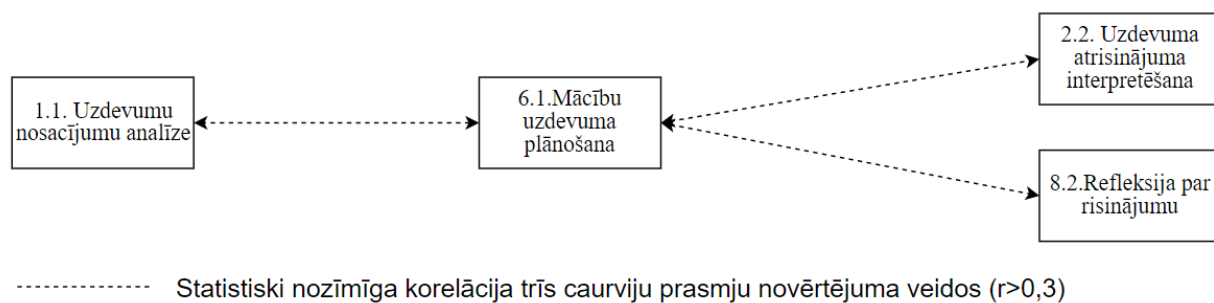 1.1. Uzdevumu
nosacījumu analīze
6.1.Mācību
uzdevuma
plānošana
2.2. Uzdevuma
atrisinājuma
interpretēšana
8.2.Refleksija par
risinājumu
Statistiski nozīmīga korelācija trīs caurviju prasmju novērtējuma veidos (r>0,3)